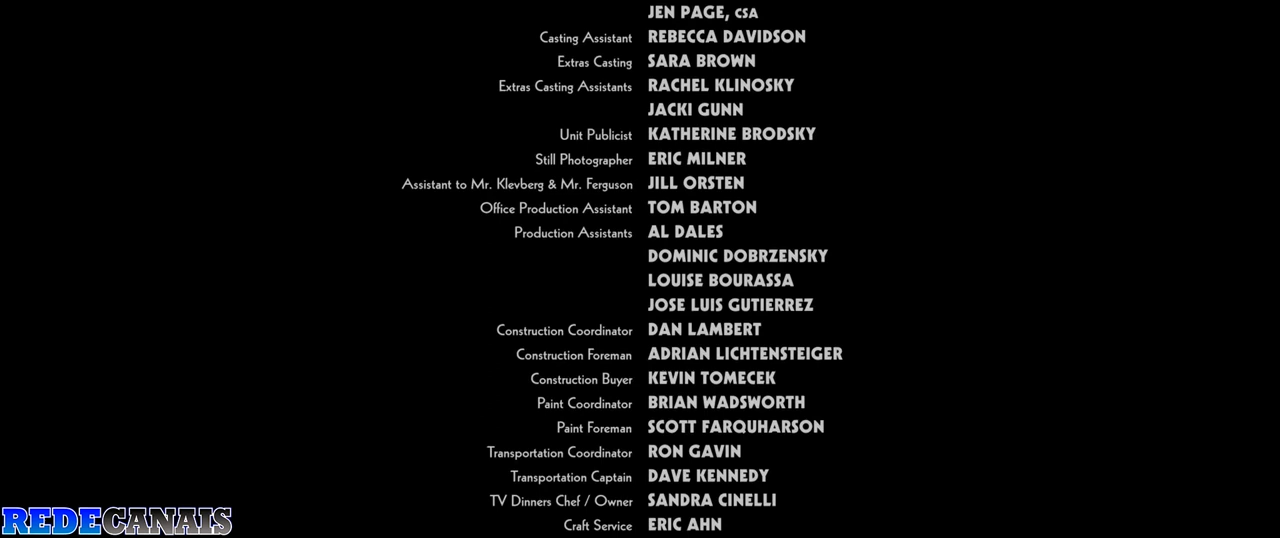 JEN PAGE, CSA
Casting Assistant REBECCA DAVIDSON
Extras Casting SARA BROWN
Extras Casting Assistants RACHEL KLINOSKY
JACKI GUNN
Unit Publicist KATHERINE BRODSKY
Still Photographer ERIC MILNER
Assistant to Mr. Klevberg & Mr. Ferguson JILL ORSTEN
Office Production Assistant TOM BARTON
Production Assistants AL DALES
DOMINIC DOBRZENSKY
LOUISE BOURASSA
JOSE LUIS GUTIERREZ
Construction Coordinator DAN LAMBERT
Construction Foreman ADRIAN LICHTENSTEIGER
Construction Buyer KEVIN TOMECEK
Paint Coordinator BRIAN WADSWORTH
Paint Foreman SCOTT FARQUHARSON
Transportation Coordinator RON GAVIN
Transportation Captain DAVE KENNEDY
TV Dinners Chef / Owner SANDRA CINELLI
Craft Service ERIC AHN
REDECANAIS